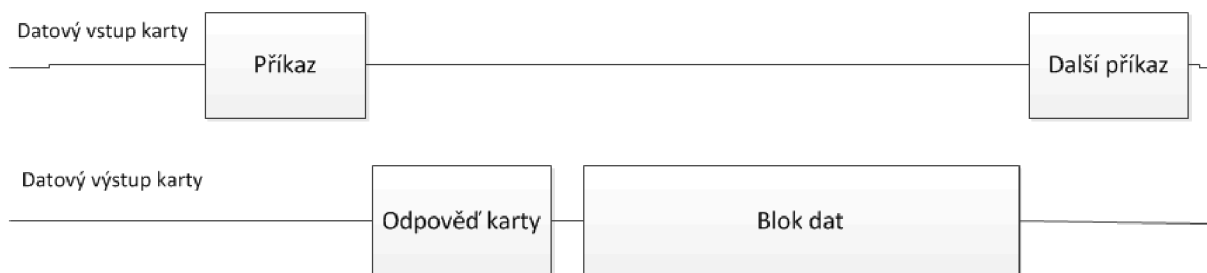 Datový vstup karty
Příkaz
Další příkaz
Datový výstup karty
Odpověď karty
Blok dat